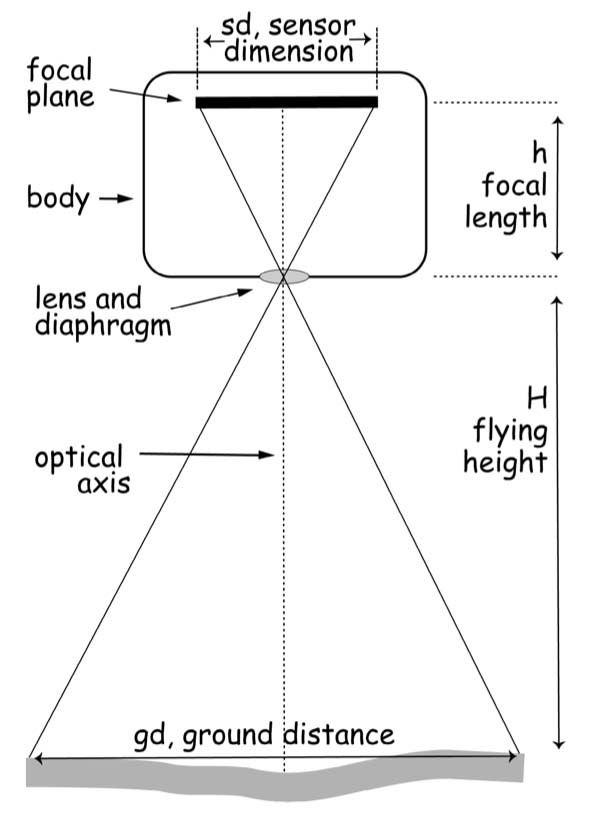 sd, sensor
dimension
focal
plane
h
focal
length
body
lens and
diaphragm
H
flying
height
optical
axis
gd, ground distance